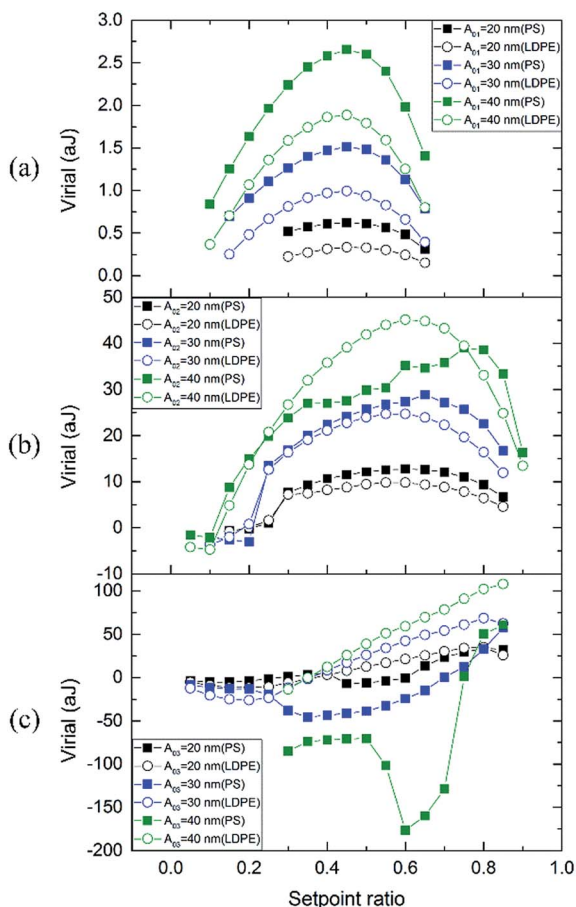 (a)
Virial (aJ)
3.0
2.5
2.0
1.5
1.0
0.5
0.0
A₀₁=20 nm(PS)
A₀₁=20 nm(LDPE)
A₀₁=30 nm(PS)
A₀₁=30 nm(LDPE)
A₀₁=40 nm(PS)
A₀₁=40 nm(LDPE)
(b)
Virial (aJ)
50
40
30
20
10
0
-10
A₀₂=20 nm(PS)
A₀₂=20 nm(LDPE)
A₀₂=30 nm(PS)
A₀₂=30 nm(LDPE)
A₀₂=40 nm(PS)
A₀₂=40 nm(LDPE)
(c)
Virial (aJ)
100
50
0
-50
-100
-150
-200
A₀₃=20 nm(PS)
A₀₃=20 nm(LDPE)
A₀₃=30 nm(PS)
A₀₃=30 nm(LDPE)
A₀₃=40 nm(PS)
A₀₃=40 nm(LDPE)
0.0 0.2 0.4 0.6 0.8 1.0
Setpoint ratio